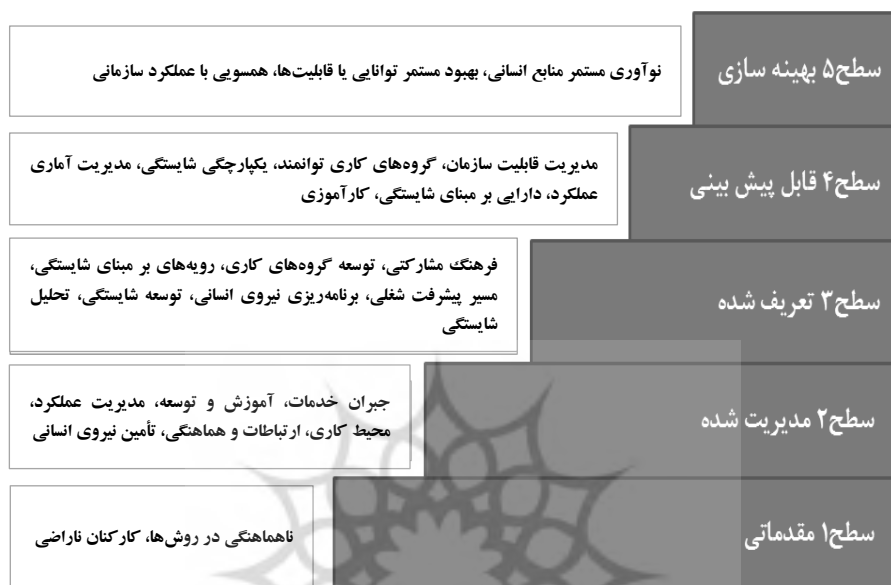 سطح۵ بهینه سازی
نوآوری مستمر منابع انسانی، بهبود مستمر توانایی یا قابلیت‌ها، همسویی با عملکرد سازمانی
سطح۴ قابل پیش بینی
مدیریت قابلیت سازمان، گروه‌های کاری توانمند، یکپارچگی شایستگی، مدیریت آماری
عملکرد، دارایی بر مبنای شایستگی، کارآموزی
سطح۳ تعریف شده
فرهنگ مشارکتی، توسعه گروه‌های کاری، رویه‌های بر مبنای شایستگی،
مسیر پیشرفت شغلی، برنامه‌ریزی نیروی انسانی، توسعه شایستگی، تحلیل
شایستگی
سطح۲ مدیریت شده
جبران خدمات، آموزش و توسعه، مدیریت عملکرد،
محیط کاری، ارتباطات و هماهنگی، تأمین نیروی انسانی
سطح۱ مقدماتی
ناهماهنگی در روش‌ها، کارکنان ناراضی